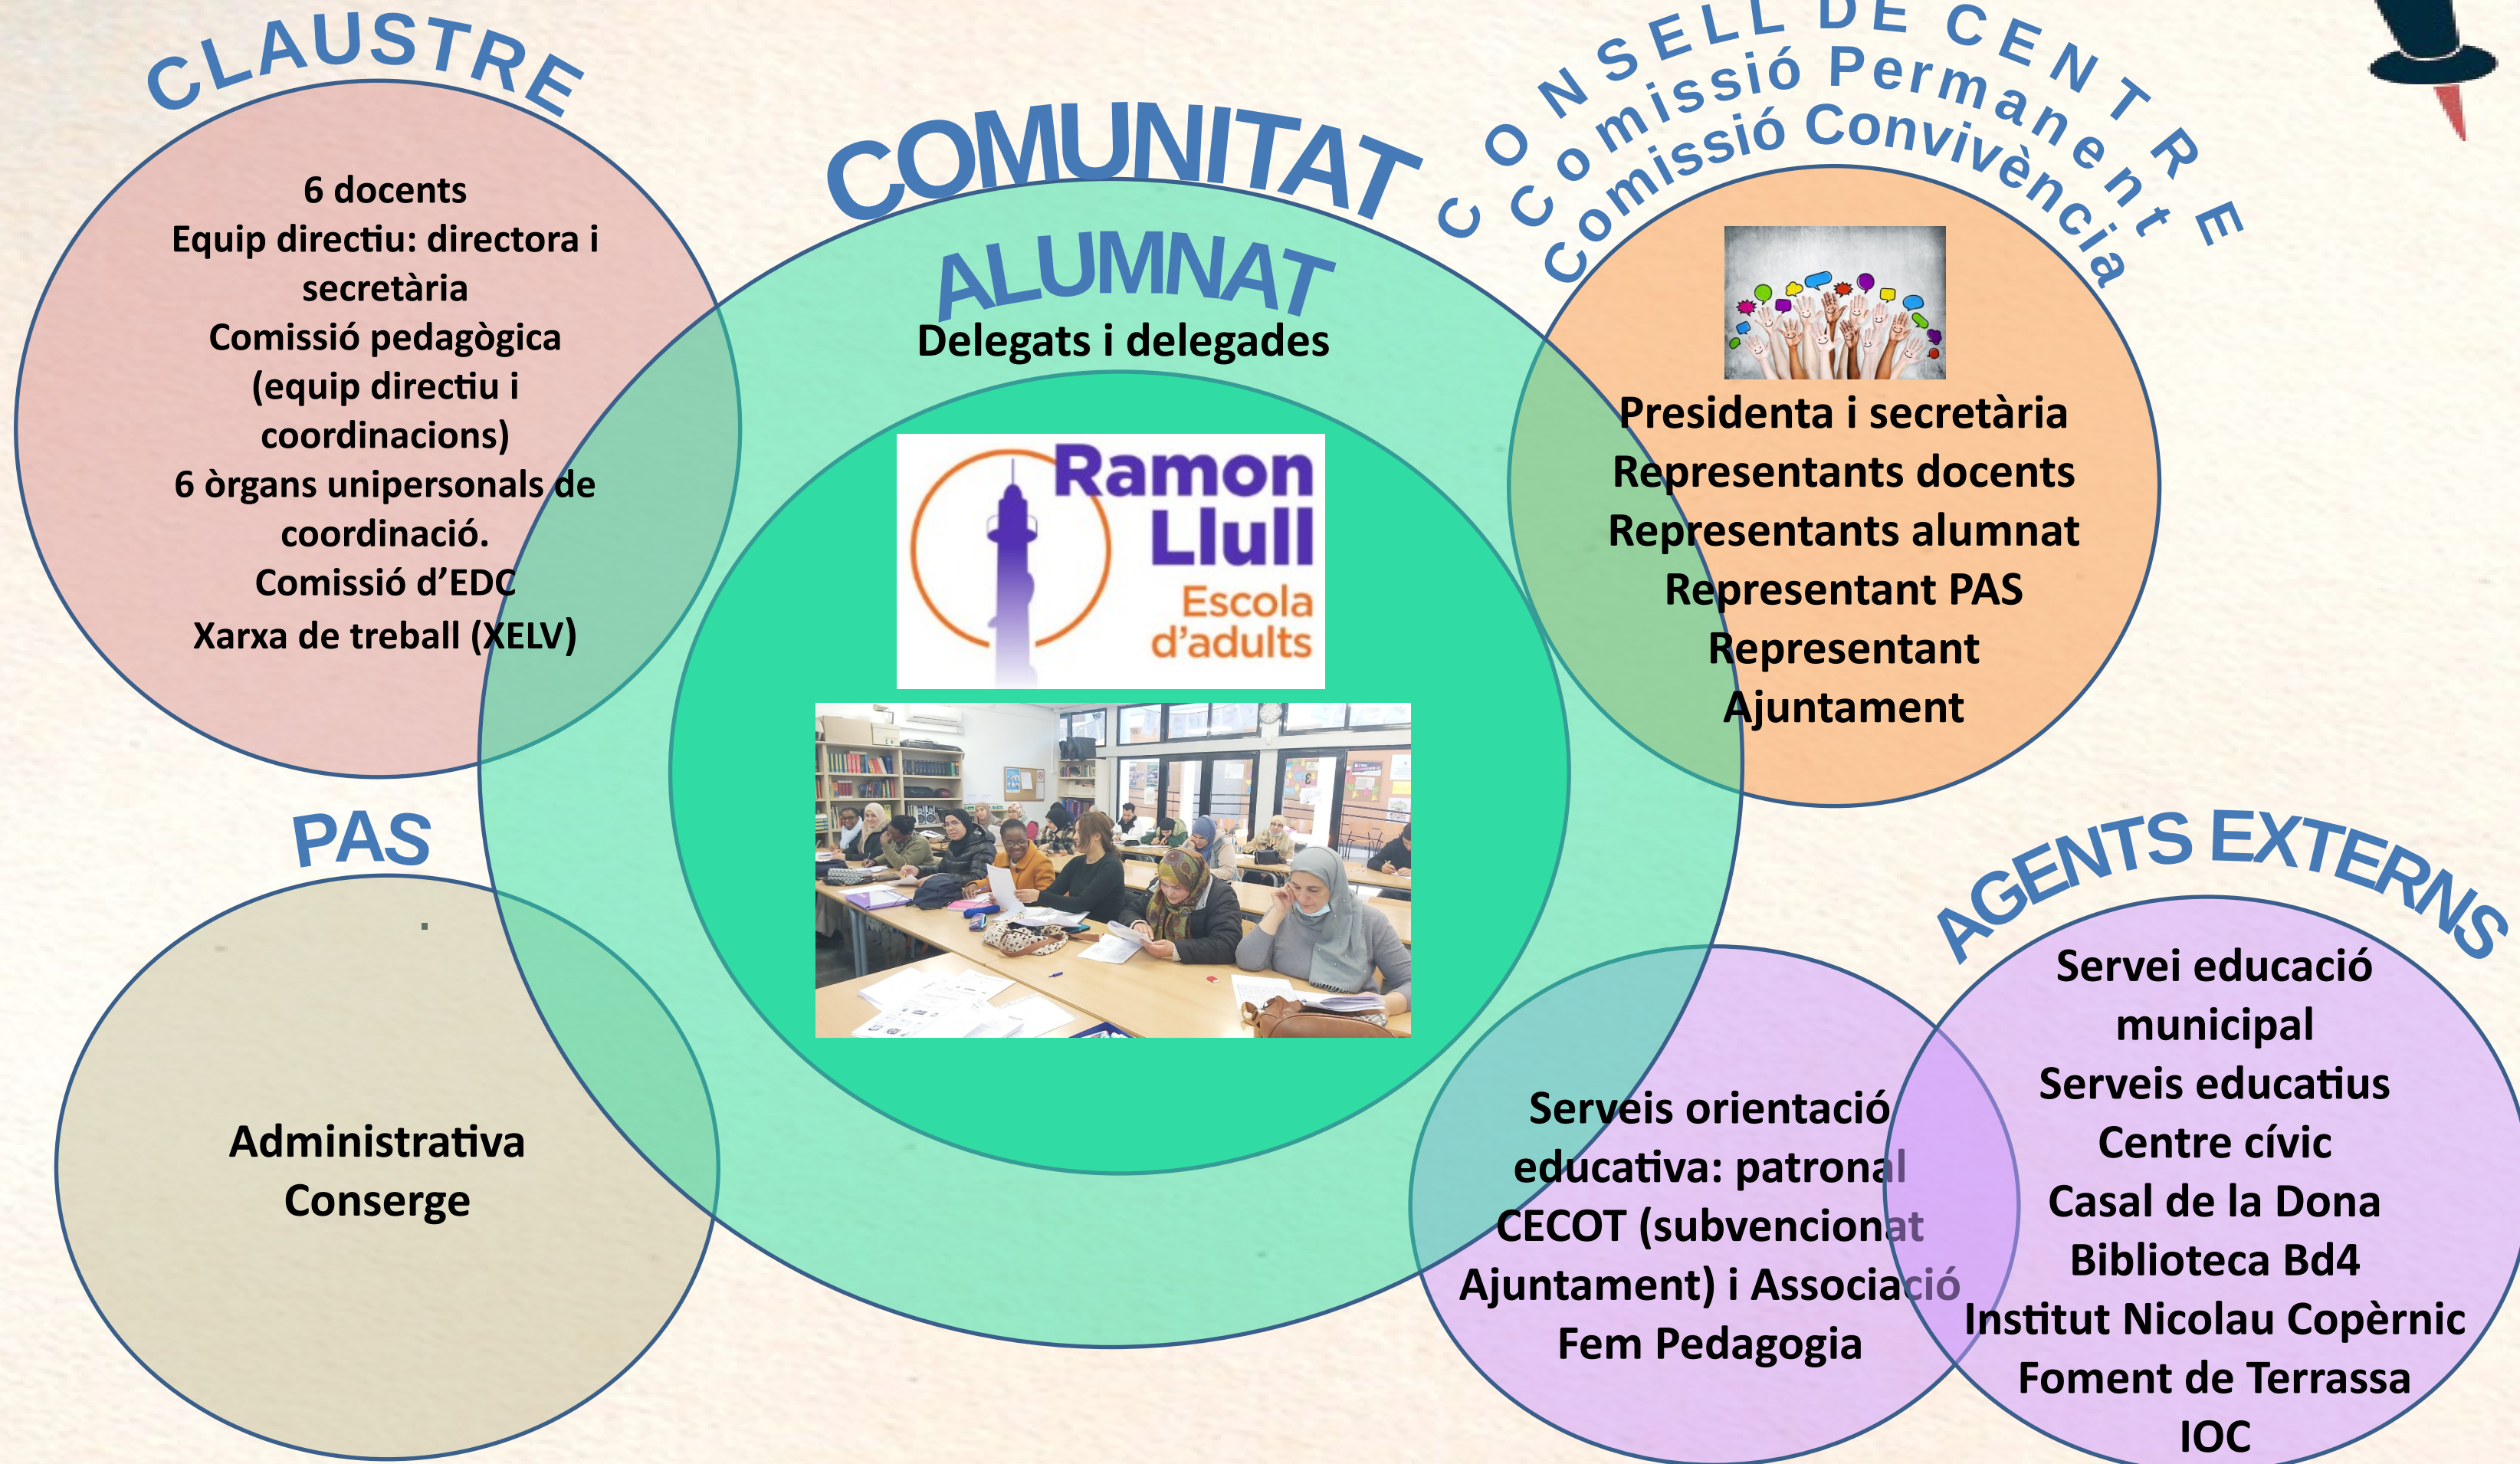 CLAUSTRE
6 docents
Equip directiu: directora i
secretària
Comissió pedagògica
(equip directiu i
coordinacions)
6 òrgans unipersonals de
coordinació.
Comissió d’EDC
Xarxa de treball (XELV)
COMUNITAT
ALUMNAT
Delegats i delegades
Ramon
Llull
Escola
d’adults
CONSELL DE CENTRE
Comissió Permanent
Comissió Convivència
Presidenta i secretària
Representants docents
Representants alumnat
Representant PAS
Representant
Ajuntament
PAS
.
Administrativa
Conserge
Serveis orientació
educativa: patronal
CECOT (subvencionat
Ajuntament) i Associació
Fem Pedagogia
AGENTS EXTERNS
Servei educació
municipal
Serveis educatius
Centre cívic
Casal de la Dona
Biblioteca Bd4
Institut Nicolau Copèrnic
Foment de Terrassa
IOC